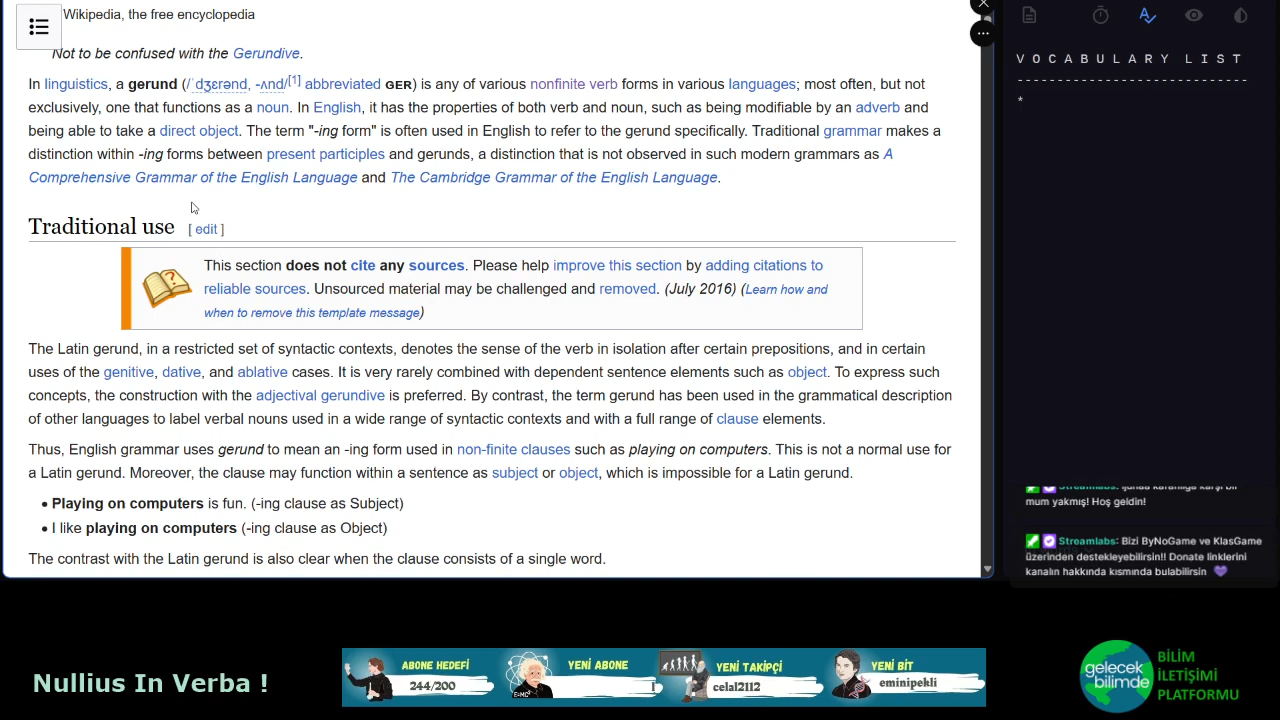 Wikipedia, the free encyclopedia
Not to be confused with the Gerundive.
In linguistics, a gerund (/ˈdʒɛrənd, -ʌnd/[1] abbreviated GER) is any of various nonfinite verb forms in various languages; most often, but not
exclusively, one that functions as a noun. In English, it has the properties of both verb and noun, such as being modifiable by an adverb and
being able to take a direct object. The term "-ing form" is often used in English to refer to the gerund specifically. Traditional grammar makes a
distinction within -ing forms between present participles and gerunds, a distinction that is not observed in such modern grammars as A
Comprehensive Grammar of the English Language and The Cambridge Grammar of the English Language.
Traditional use [ edit ]
This section does not cite any sources. Please help improve this section by adding citations to
reliable sources. Unsourced material may be challenged and removed. (July 2016) (Learn how and
when to remove this template message)
The Latin gerund, in a restricted set of syntactic contexts, denotes the sense of the verb in isolation after certain prepositions, and in certain
uses of the genitive, dative, and ablative cases. It is very rarely combined with dependent sentence elements such as object. To express such
concepts, the construction with the adjectival gerundive is preferred. By contrast, the term gerund has been used in the grammatical description
of other languages to label verbal nouns used in a wide range of syntactic contexts and with a full range of clause elements.
Thus, English grammar uses gerund to mean an -ing form used in non-finite clauses such as playing on computers. This is not a normal use for
a Latin gerund. Moreover, the clause may function within a sentence as subject or object, which is impossible for a Latin gerund.
• Playing on computers is fun. (-ing clause as Subject)
• I like playing on computers (-ing clause as Object)
The contrast with the Latin gerund is also clear when the clause consists of a single word.
VOCABULARY LIST
-----------------------------
*
Streamlabs: karanlığa karşı bir
mum yakmış! Hoş geldin!
Streamlabs: Bizi ByNoGame ve KlasGame
üzerinden destekleyebilirsin!! Donate linklerini
kanalın hakkında kısmında bulabilirsin 💜
Nullius In Verba !
ABONE HEDEFİ
244/200
E=MC²
YENİ ABONE
YENİ TAKİPÇİ
celal2112
YENİ BİT
eminipekli
gelecek
bilimde
BİLİM
İLETİŞİMİ
PLATFORMU